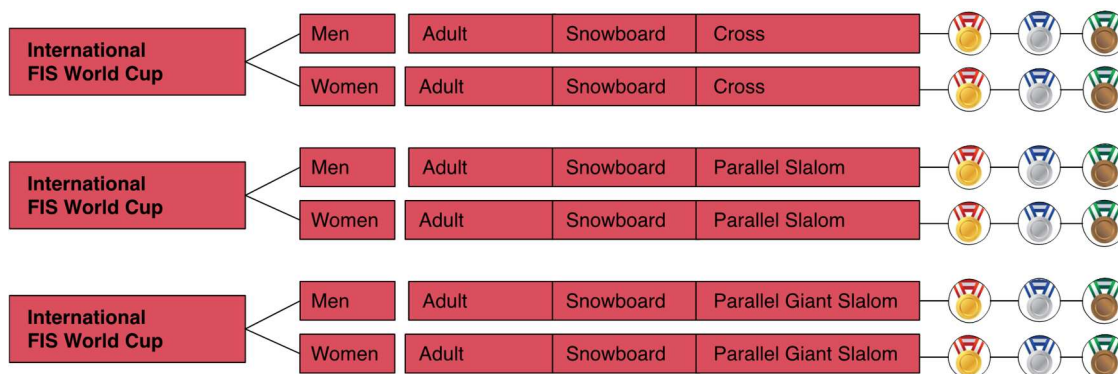 International
FIS World Cup
Men Adult Snowboard Cross
Women Adult Snowboard Cross
International
FIS World Cup
Men Adult Snowboard Parallel Slalom
Women Adult Snowboard Parallel Slalom
International
FIS World Cup
Men Adult Snowboard Parallel Giant Slalom
Women Adult Snowboard Parallel Giant Slalom